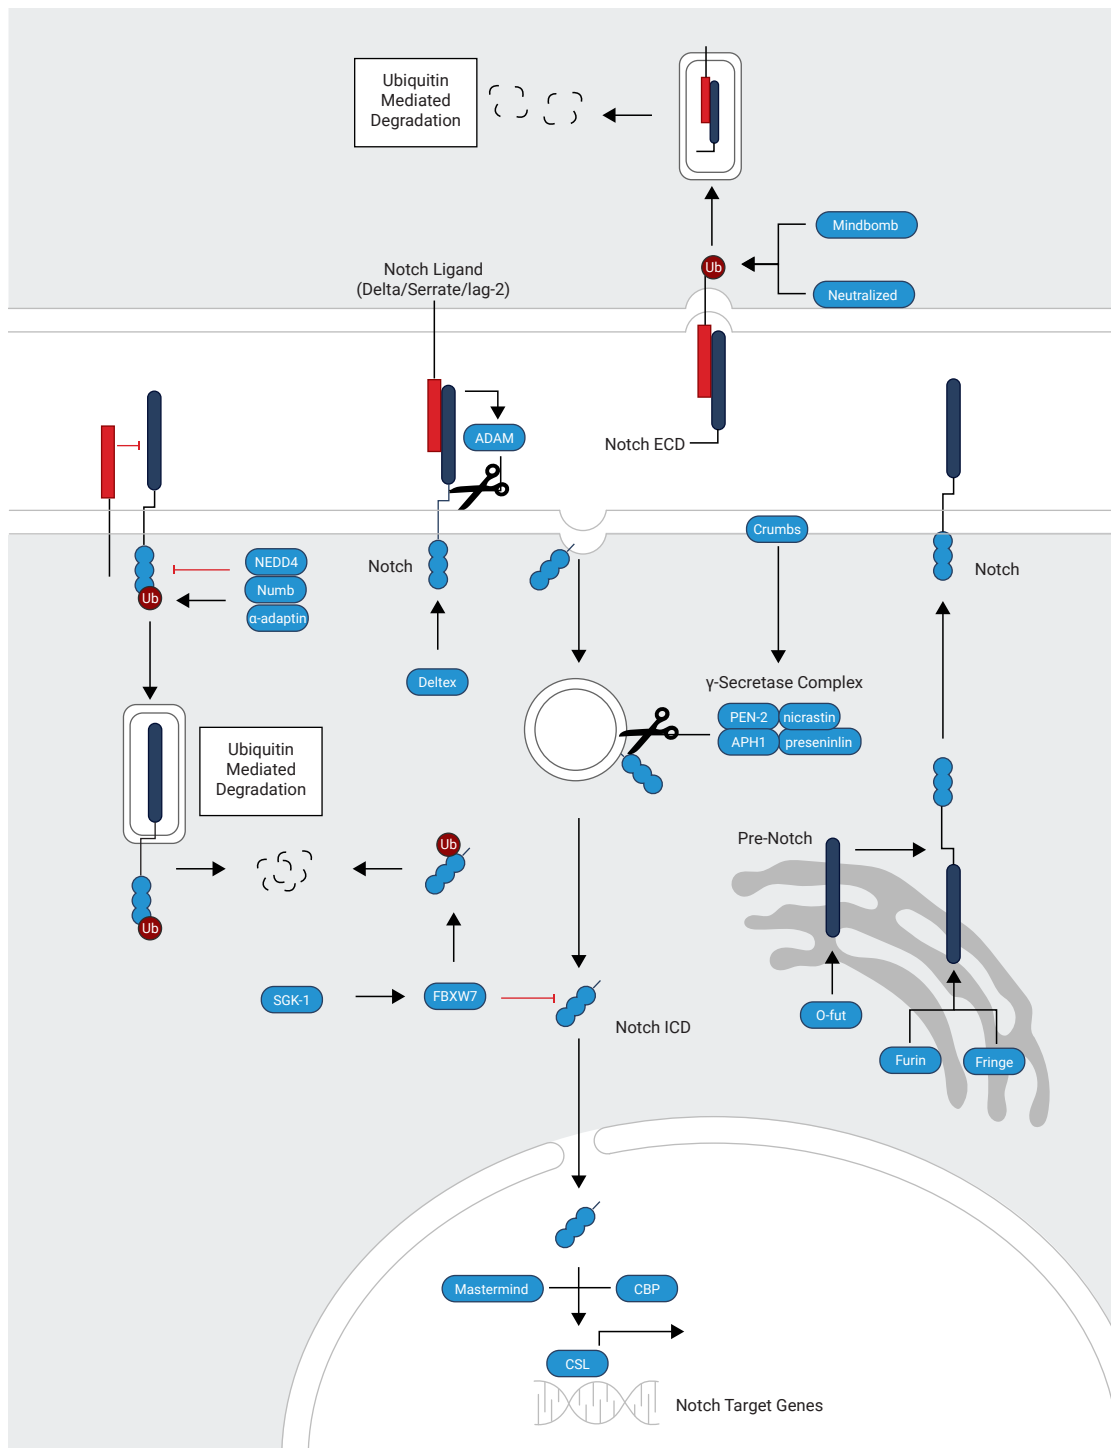 Ubiquitin
Mediated
Degradation
Mindbomb
Ub
Neutralized
Notch Ligand
(Delta/Serrate/lag-2)
ADAM
Notch ECD
Crumbs
NEDD4
Numb
α-adaptin
Ub
Notch
Notch
Deltex
γ-Secretase Complex
PEN-2
nicrastin
APH1
preseninlin
Ubiquitin
Mediated
Degradation
Ub
Pre-Notch
Ub
SGK-1
FBXW7
Notch ICD
O-fut
Furin
Fringe
Mastermind
CBP
CSL
Notch Target Genes